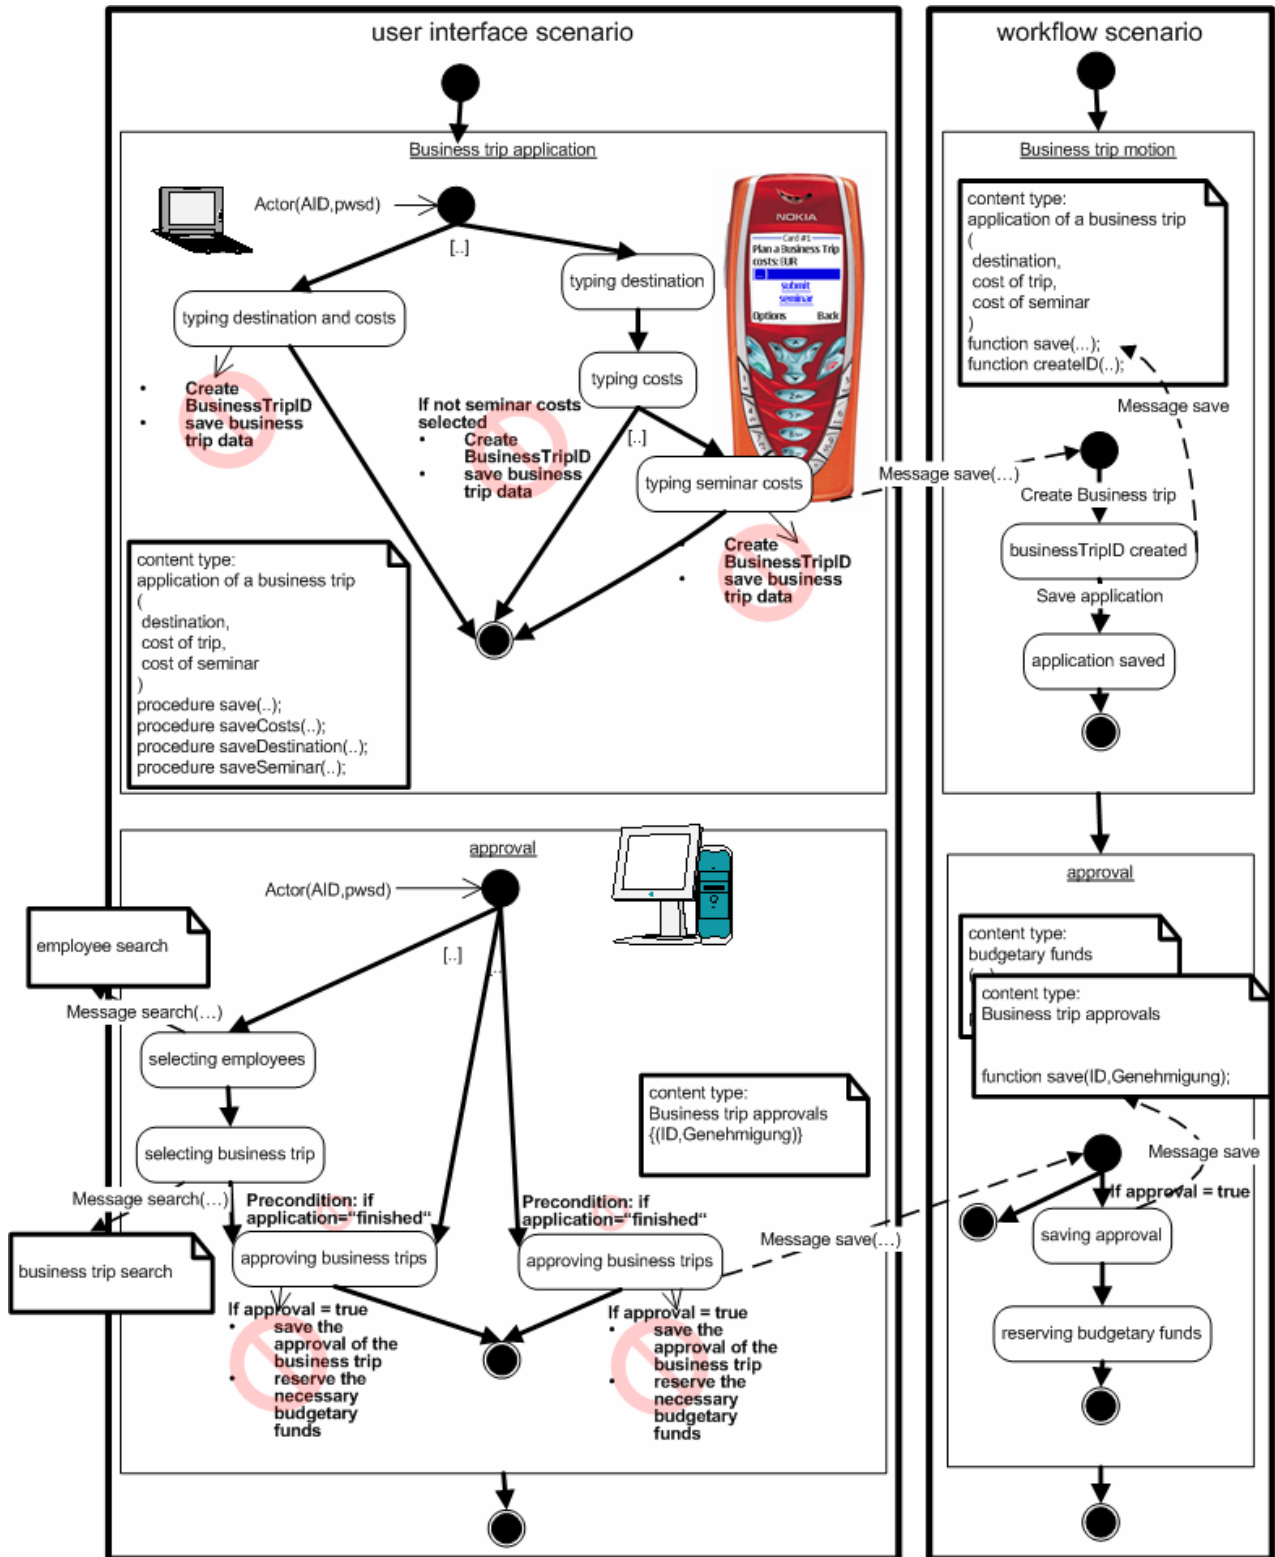 user interface scenario
Business trip application
Actor(AID,pwsd)
[..]
typing destination and costs
• Create
BusinessTripID
• save business
trip data
typing destination
typing costs
If not seminar costs
selected
• Create
BusinessTripID
• save business
trip data
[..]
typing seminar costs
• Create
BusinessTripID
• save business
trip data
NOKIA
Card #1
Plan a Business Trip
costs: EUR
submit
seminar
Options Back
content type:
application of a business trip
(
destination,
cost of trip,
cost of seminar
)
procedure save(..);
procedure saveCosts(..);
procedure saveDestination(..);
procedure saveSeminar(..);
Message save(...)
approval
Actor(AID,pwsd)
[..]
employee search
Message search(...)
selecting employees
selecting business trip
Message search(...)
business trip search
Precondition: if
application=“finished“
approving business trips
If approval = true
• save the
approval of the
business trip
• reserve the
necessary
budgetary
funds
content type:
Business trip approvals
{(ID,Genehmigung)}
Precondition: if
application=“finished“
approving business trips
If approval = true
• save the
approval of the
business trip
• reserve the
necessary
budgetary
funds
Message save(...)
workflow scenario
Business trip motion
content type:
application of a business trip
(
destination,
cost of trip,
cost of seminar
)
function save(...);
function createID(..);
Message save
Create Business trip
businessTripID created
Save application
application saved
approval
content type:
budgetary funds
content type:
Business trip approvals
function save(ID,Genehmigung);
Message save
If approval = true
saving approval
reserving budgetary funds